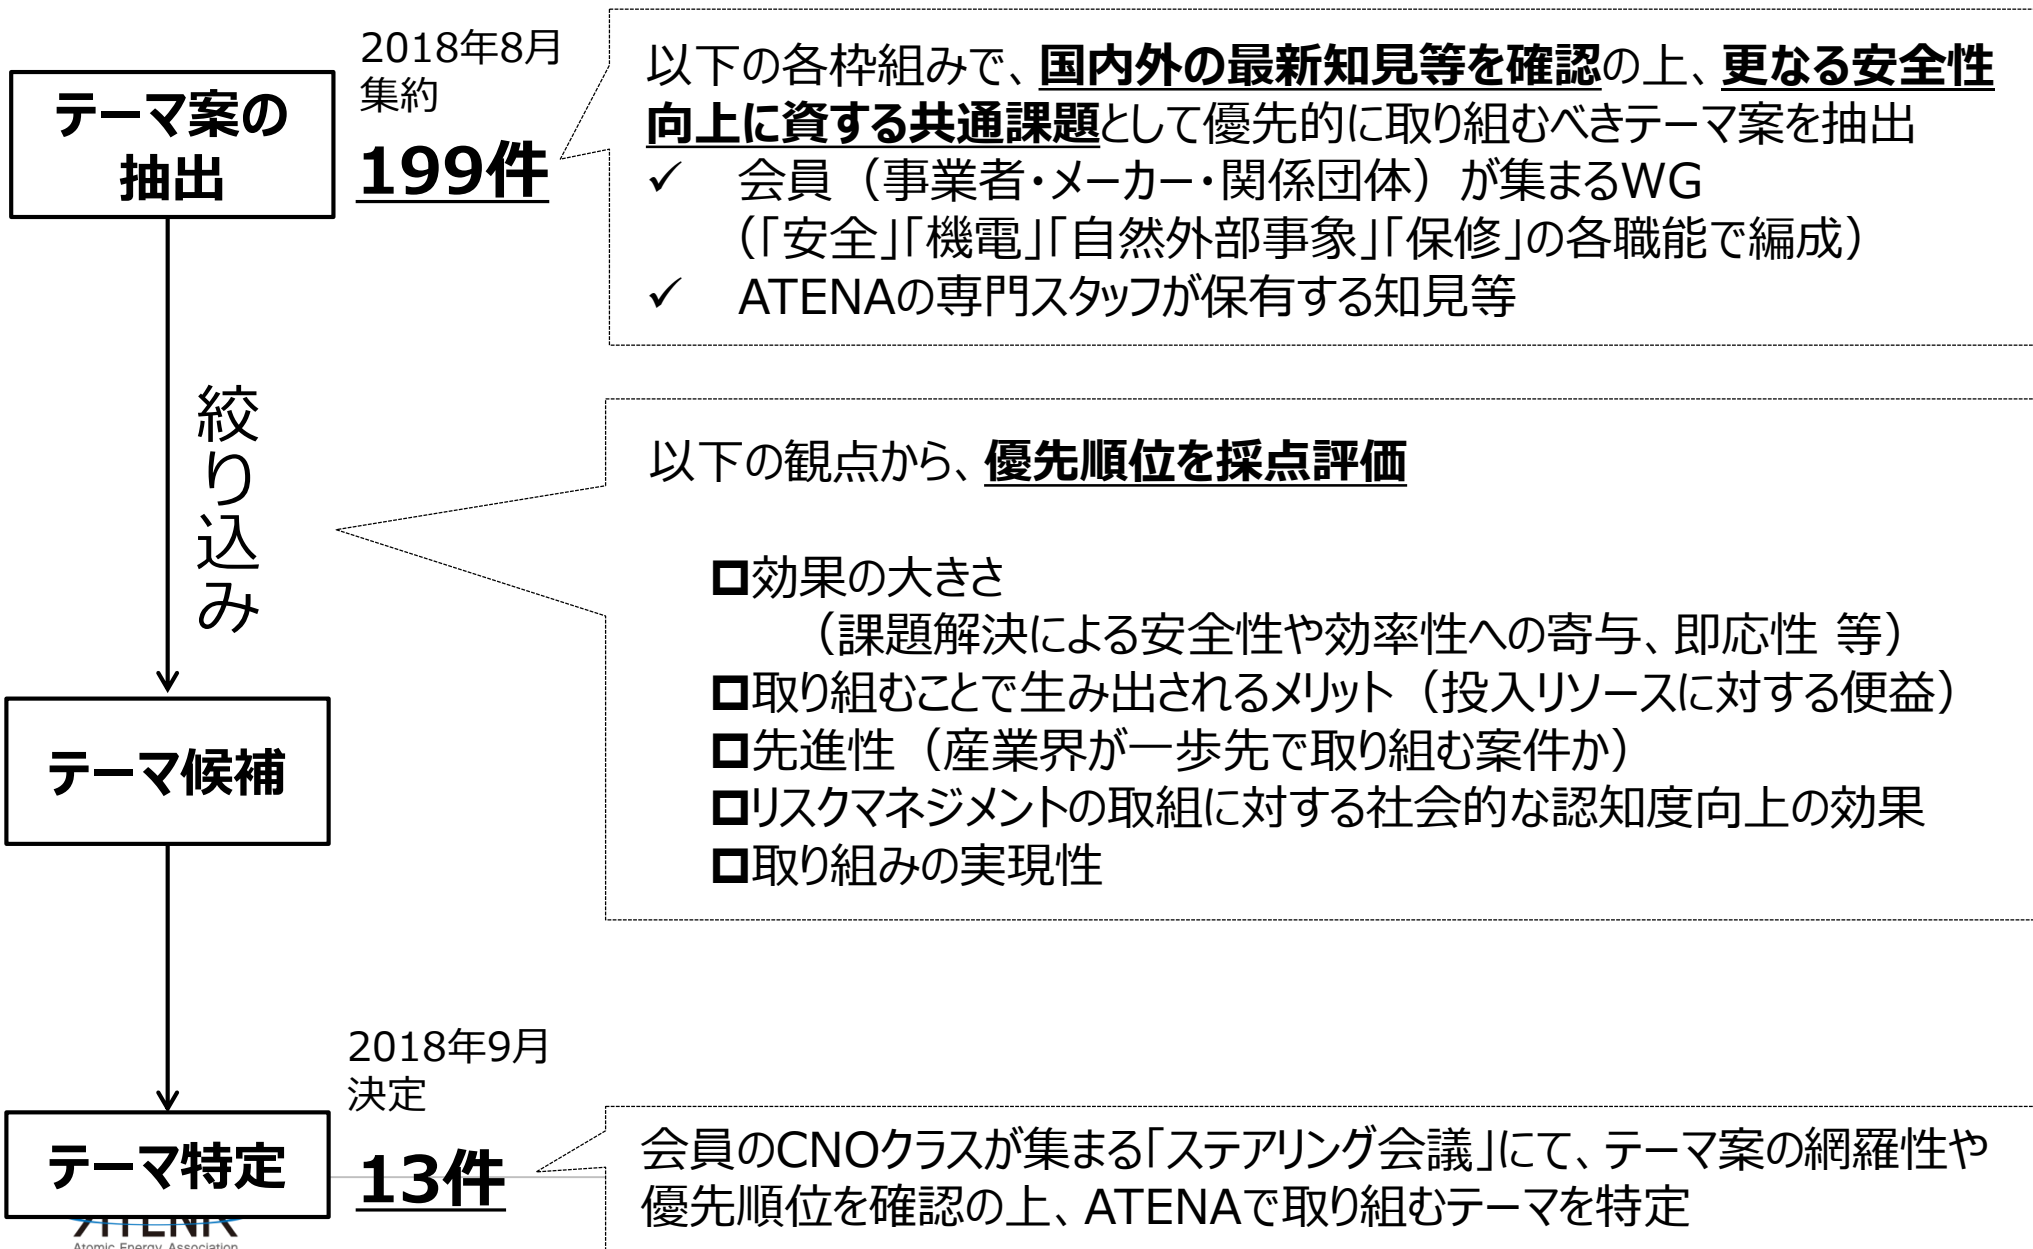 テーマ案の
抽出
2018年8月
集約
199件
以下の各枠組みで、国内外の最新知見等を確認の上、更なる安全性
向上に資する共通課題として優先的に取り組むべきテーマ案を抽出
✓ 会員（事業者・メーカー・関係団体）が集まるWG
（「安全」「機電」「自然外部事象」「保修」の各職能で編成）
✓ ATENAの専門スタッフが保有する知見等
絞り込み
以下の観点から、優先順位を採点評価
□効果の大きさ
（課題解決による安全性や効率性への寄与、即応性 等）
□取り組むことで生み出されるメリット（投入リソースに対する便益）
□先進性（産業界が一歩先で取り組む案件か）
□リスクマネジメントの取組に対する社会的な認知度向上の効果
□取り組みの実現性
テーマ候補
2018年9月
決定
テーマ特定
13件
会員のCNOクラスが集まる「ステアリング会議」にて、テーマ案の網羅性や
優先順位を確認の上、ATENAで取り組むテーマを特定
ATENA
Atomic Energy Association